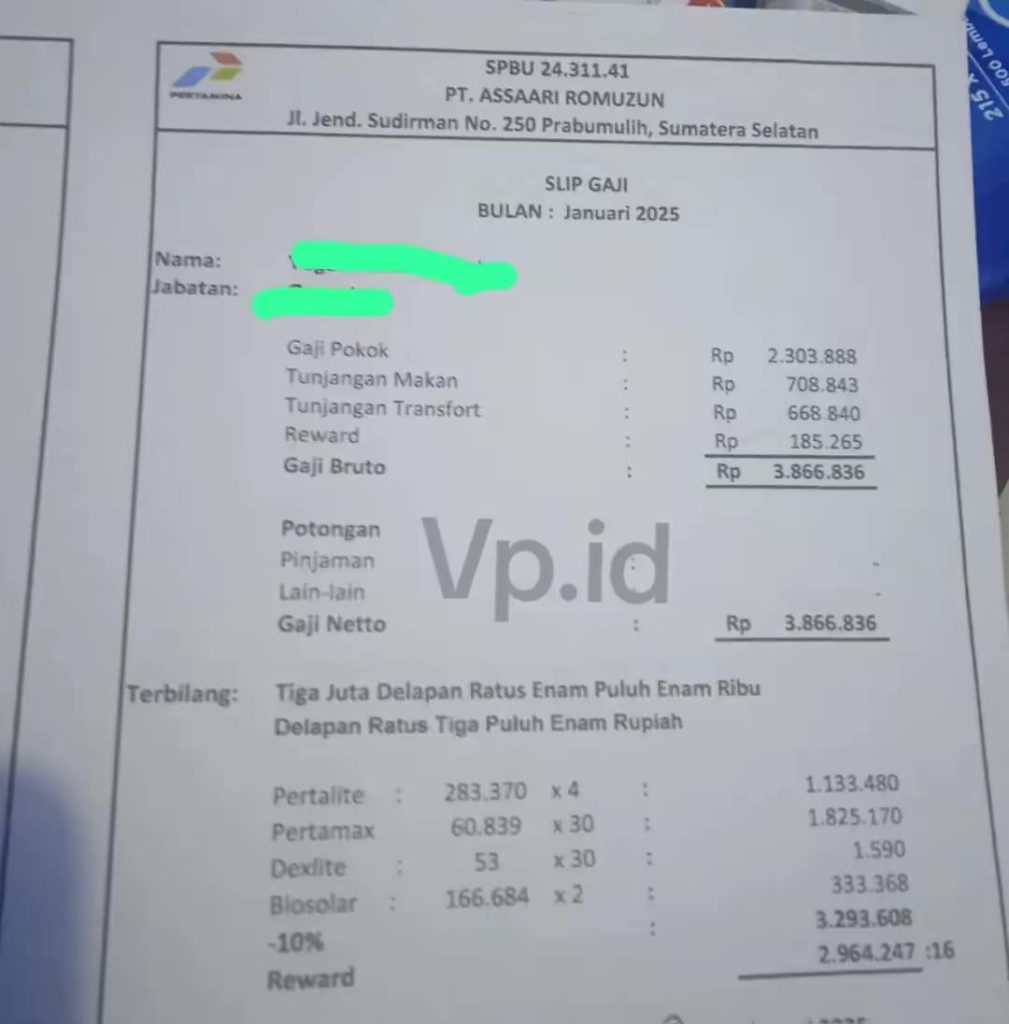 PERTAMINA
SPBU 24.311.41
PT. ASSAARI ROMUZUN
Jl. Jend. Sudirman No. 250 Prabumulih, Sumatera Selatan
SLIP GAJI
BULAN : Januari 2025
Nama:
Jabatan:
Gaji Pokok : Rp 2.303.888
Tunjangan Makan : Rp 708.843
Tunjangan Transfort : Rp 668.840
Reward : Rp 185.265
Gaji Bruto : Rp 3.866.836
Potongan
Pinjaman : -
Lain-lain -
Vp.id
Gaji Netto : Rp 3.866.836
Terbilang: Tiga Juta Delapan Ratus Enam Puluh Enam Ribu
Delapan Ratus Tiga Puluh Enam Rupiah
Pertalite : 283.370 x 4 : 1.133.480
Pertamax 60.839 x 30 : 1.825.170
Dexlite : 53 x 30 : 1.590
Biosolar : 166.684 x 2 : 333.368
-10% : 3.293.608
Reward 2.964.247 :16
215 x
500 Lembar